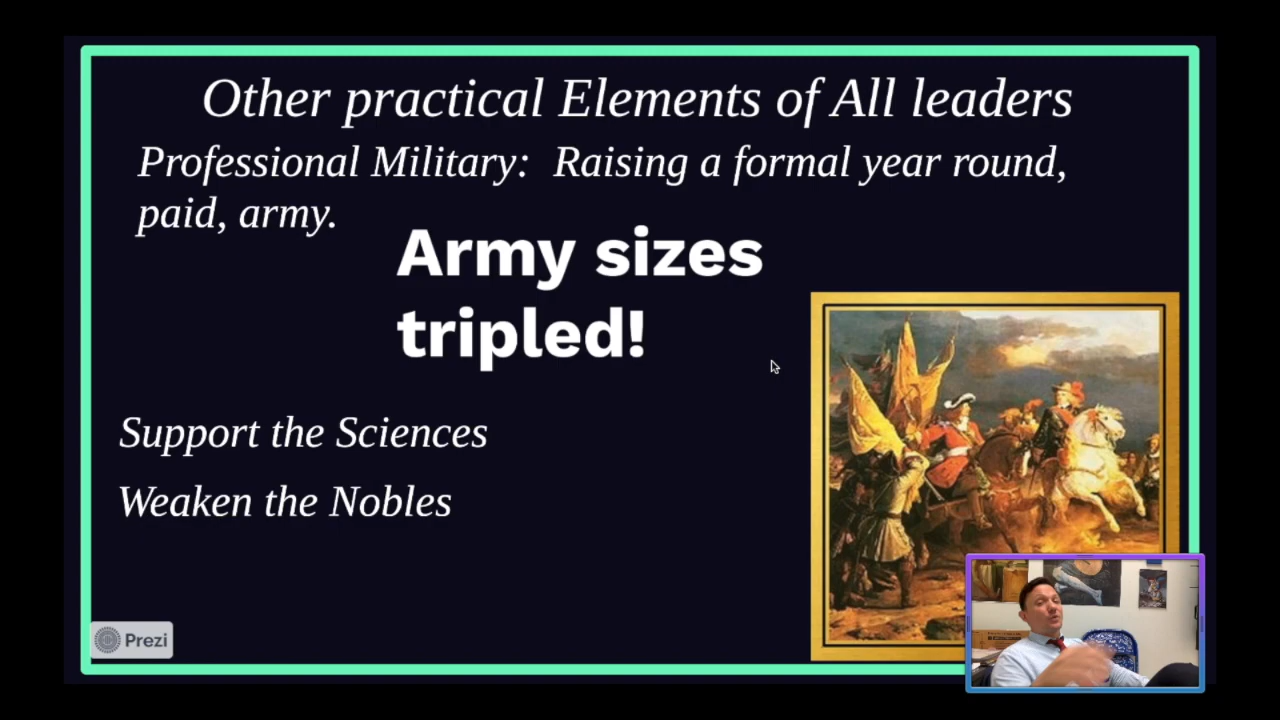 Other practical Elements of All leaders
Professional Military: Raising a formal year round,
paid, army.
Army sizes
tripled!
Support the Sciences
Weaken the Nobles
Prezi